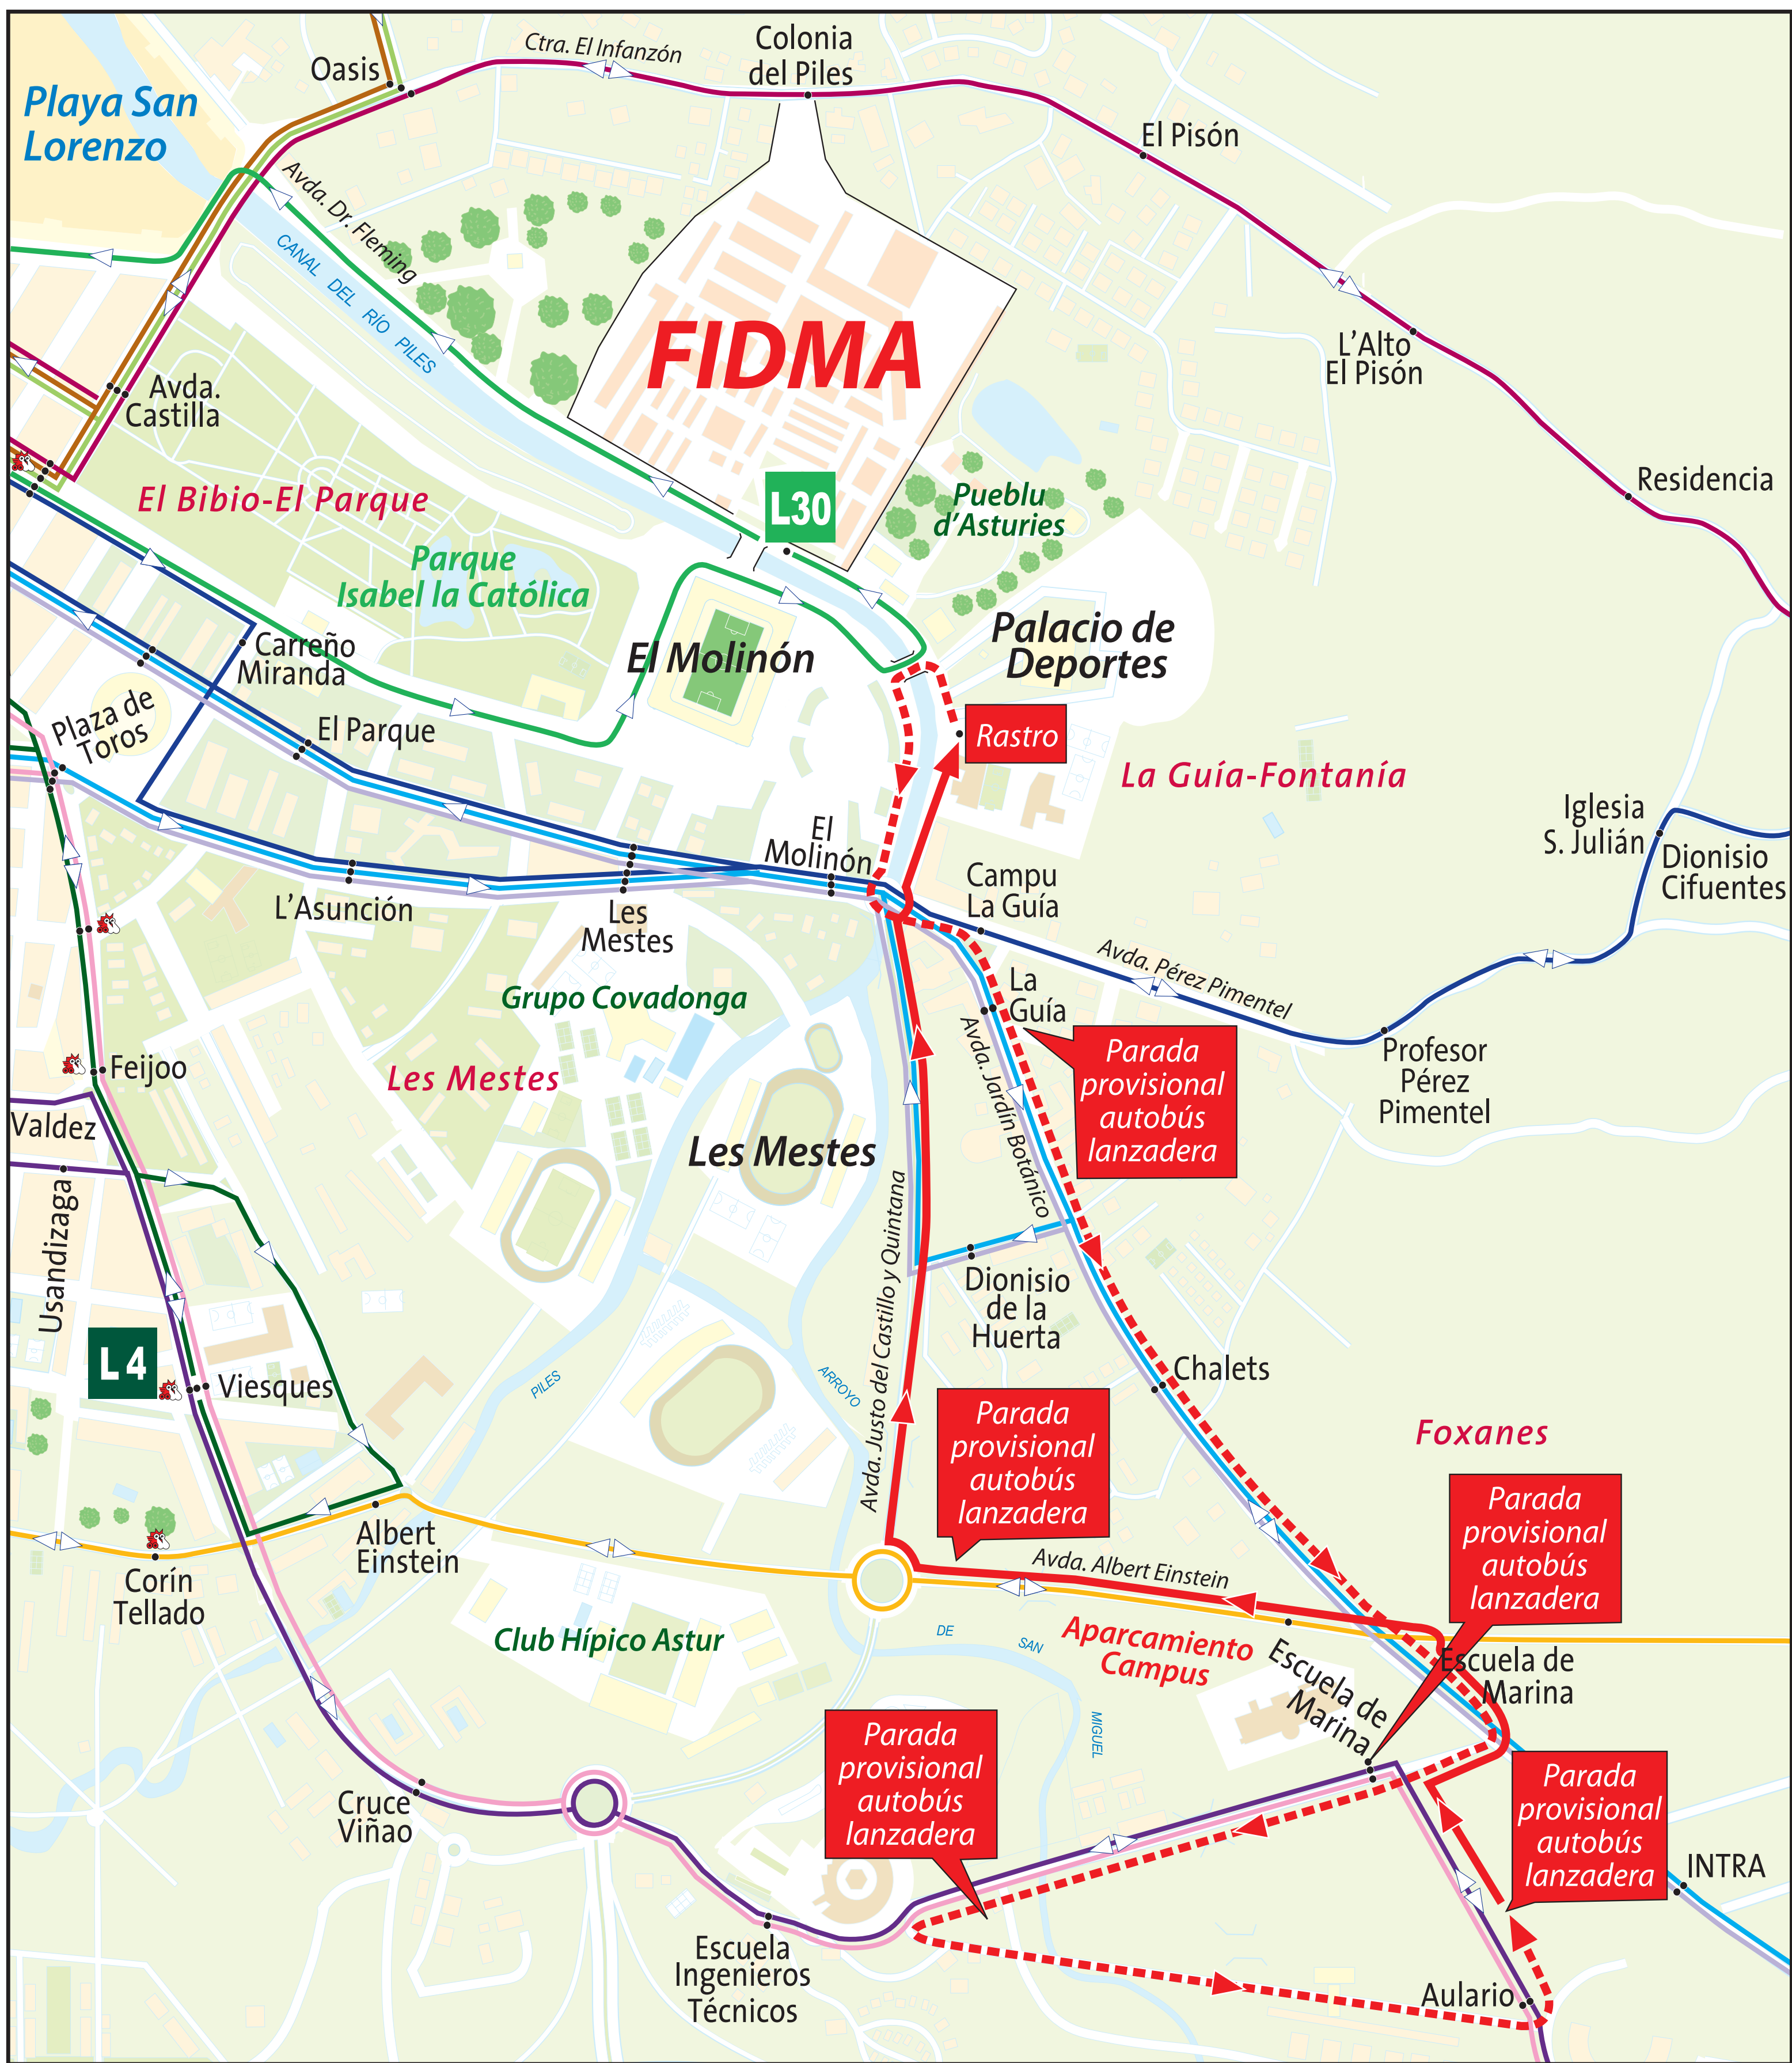 Playa San
Lorenzo
Oasis
Ctra. El Infanzón
Colonia
del Piles
El Pisón
Avda. Dr. Fleming
CANAL DEL RÍO PILES
FIDMA
L'Alto
El Pisón
Avda.
Castilla
Residencia
El Bibio-El Parque
L30
Pueblu
d'Asturies
Parque
Isabel la Católica
Carreño
Miranda
El Molinón
Palacio de
Deportes
Plaza de
Toros
El Parque
Rastro
La Guía-Fontanía
Iglesia
S. Julián
Dionisio
Cifuentes
El
Molinón
Campu
La Guía
L'Asunción
Les
Mestes
Avda. Pérez Pimentel
Grupo Covadonga
La
Guía
Avda. Jardín Botánico
Parada
provisional
autobús
lanzadera
Profesor
Pérez
Pimentel
Feijoo
Les Mestes
Valdez
Les Mestes
Usandizaga
Avda. Justo del Castillo y Quintana
Dionisio
de la
Huerta
L 4
Viesques
PILES
ARROYO
Chalets
Parada
provisional
autobús
lanzadera
Foxanes
Parada
provisional
autobús
lanzadera
Albert
Einstein
Avda. Albert Einstein
Corín
Tellado
Club Hípico Astur
DE
SAN
MIGUEL
Aparcamiento
Campus
Escuela de
Marina
Escuela de
Marina
Parada
provisional
autobús
lanzadera
Parada
provisional
autobús
lanzadera
Cruce
Viñao
INTRA
Escuela
Ingenieros
Técnicos
Aulario